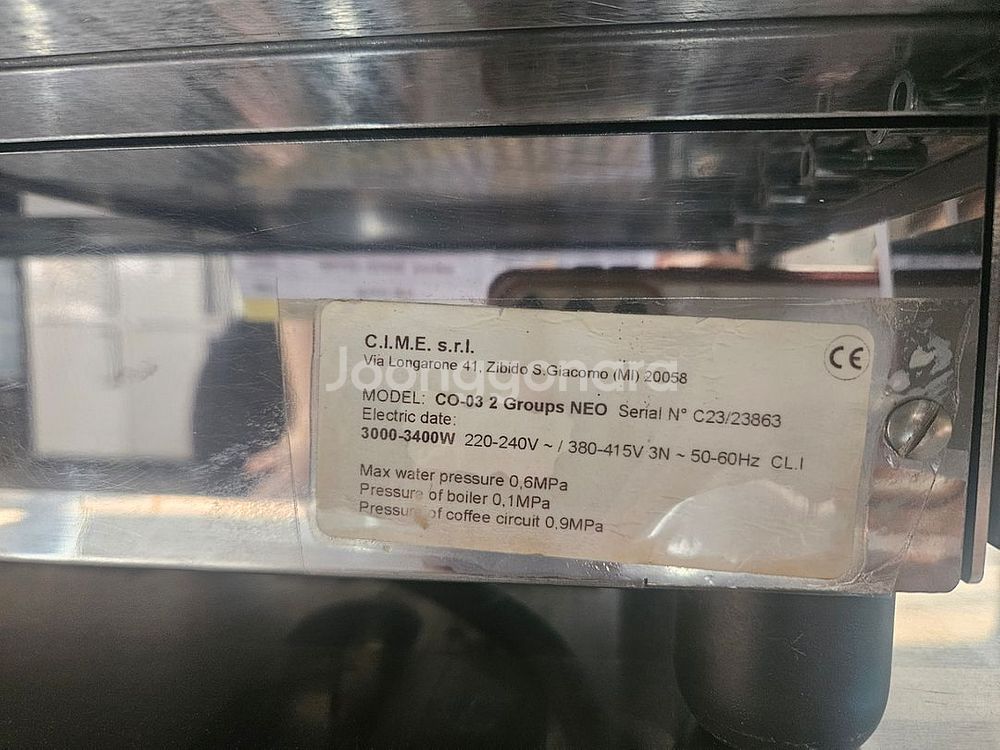 C.I.M.E. s.r.l.
Via Longarone 41, Zibido S.Giacomo (MI) 20058
Joonggonara
MODEL: CO-03 2 Groups NEO Serial N° C23/23863
Electric date:
3000-3400W 220-240V ~ / 380-415V 3N ~ 50-60Hz CL.I
Max water pressure 0,6MPa
Pressure of boiler 0,1MPa
Pressure of coffee circuit 0,9MPa
CE